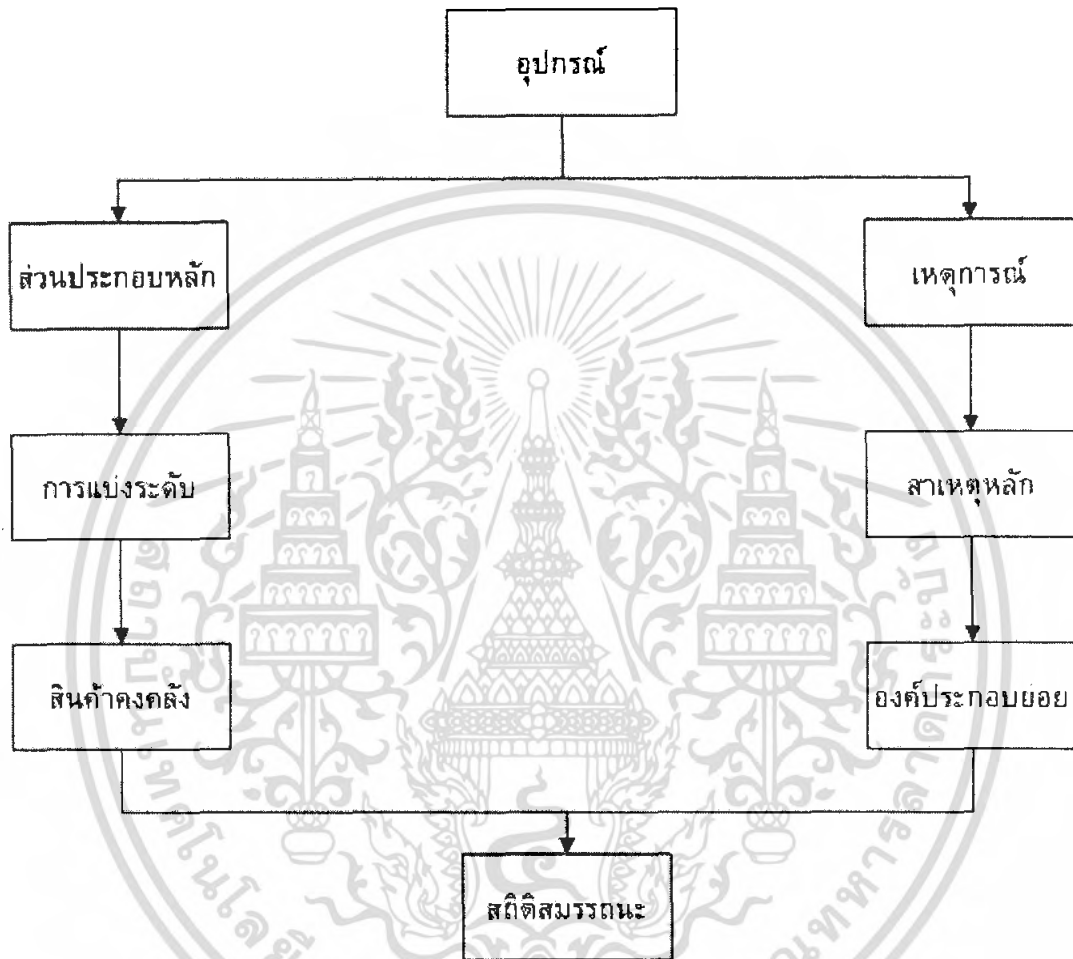 อุปกรณ์
ส่วนประกอบหลัก
เหตุการณ์
การแบ่งระดับ
สาเหตุหลัก
สินค้าคงคลัง
องค์ประกอบย่อย
สถิติสมรรถนะ